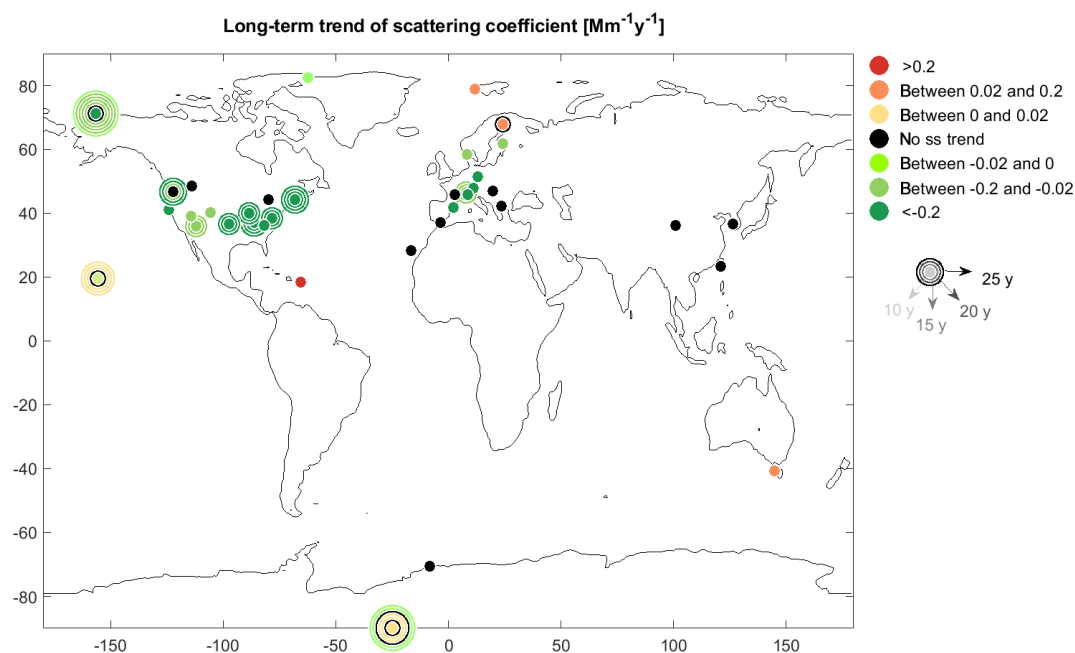 Long-term trend of scattering coefficient [Mm⁻¹y⁻¹]
80
60
40
20
0
-20
-40
-60
-80
-150
-100
-50
0
50
100
150
>0.2
Between 0.02 and 0.2
Between 0 and 0.02
No ss trend
Between -0.02 and 0
Between -0.2 and -0.02
<-0.2
25 y
10 y
20 y
15 y